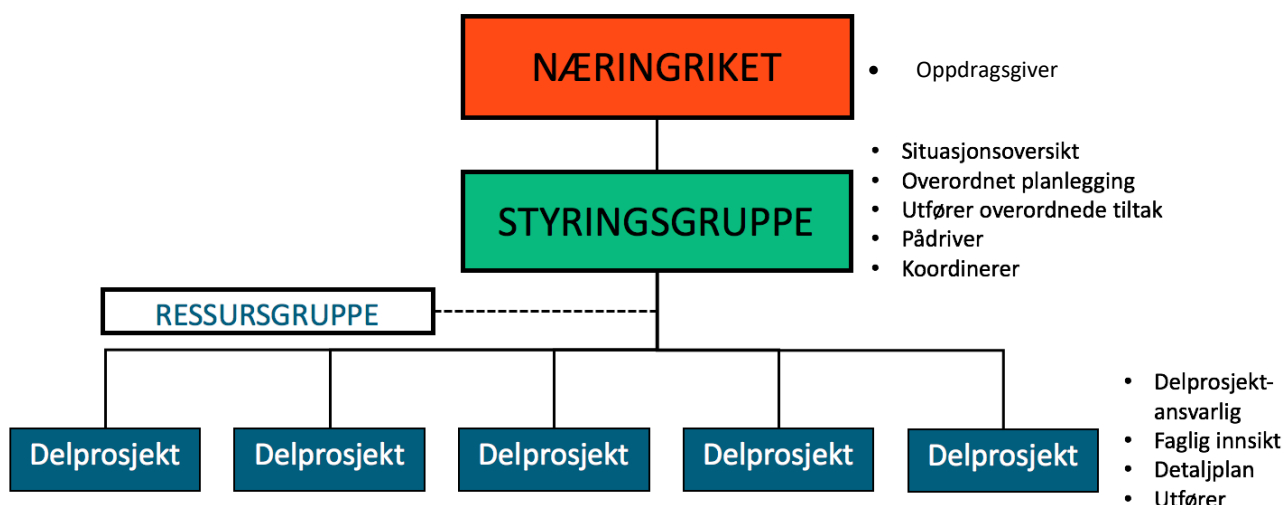 NÆRINGRIKET
• Oppdragsgiver
STYRINGSGRUPPE
• Situasjonsoversikt
• Overordnet planlegging
• Utfører overordnede tiltak
• Pådriver
• Koordinerer
RESSURSGRUPPE
Delprosjekt
Delprosjekt
Delprosjekt
Delprosjekt
Delprosjekt
• Delprosjekt-
ansvarlig
• Faglig innsikt
• Detaljplan
• Utfører